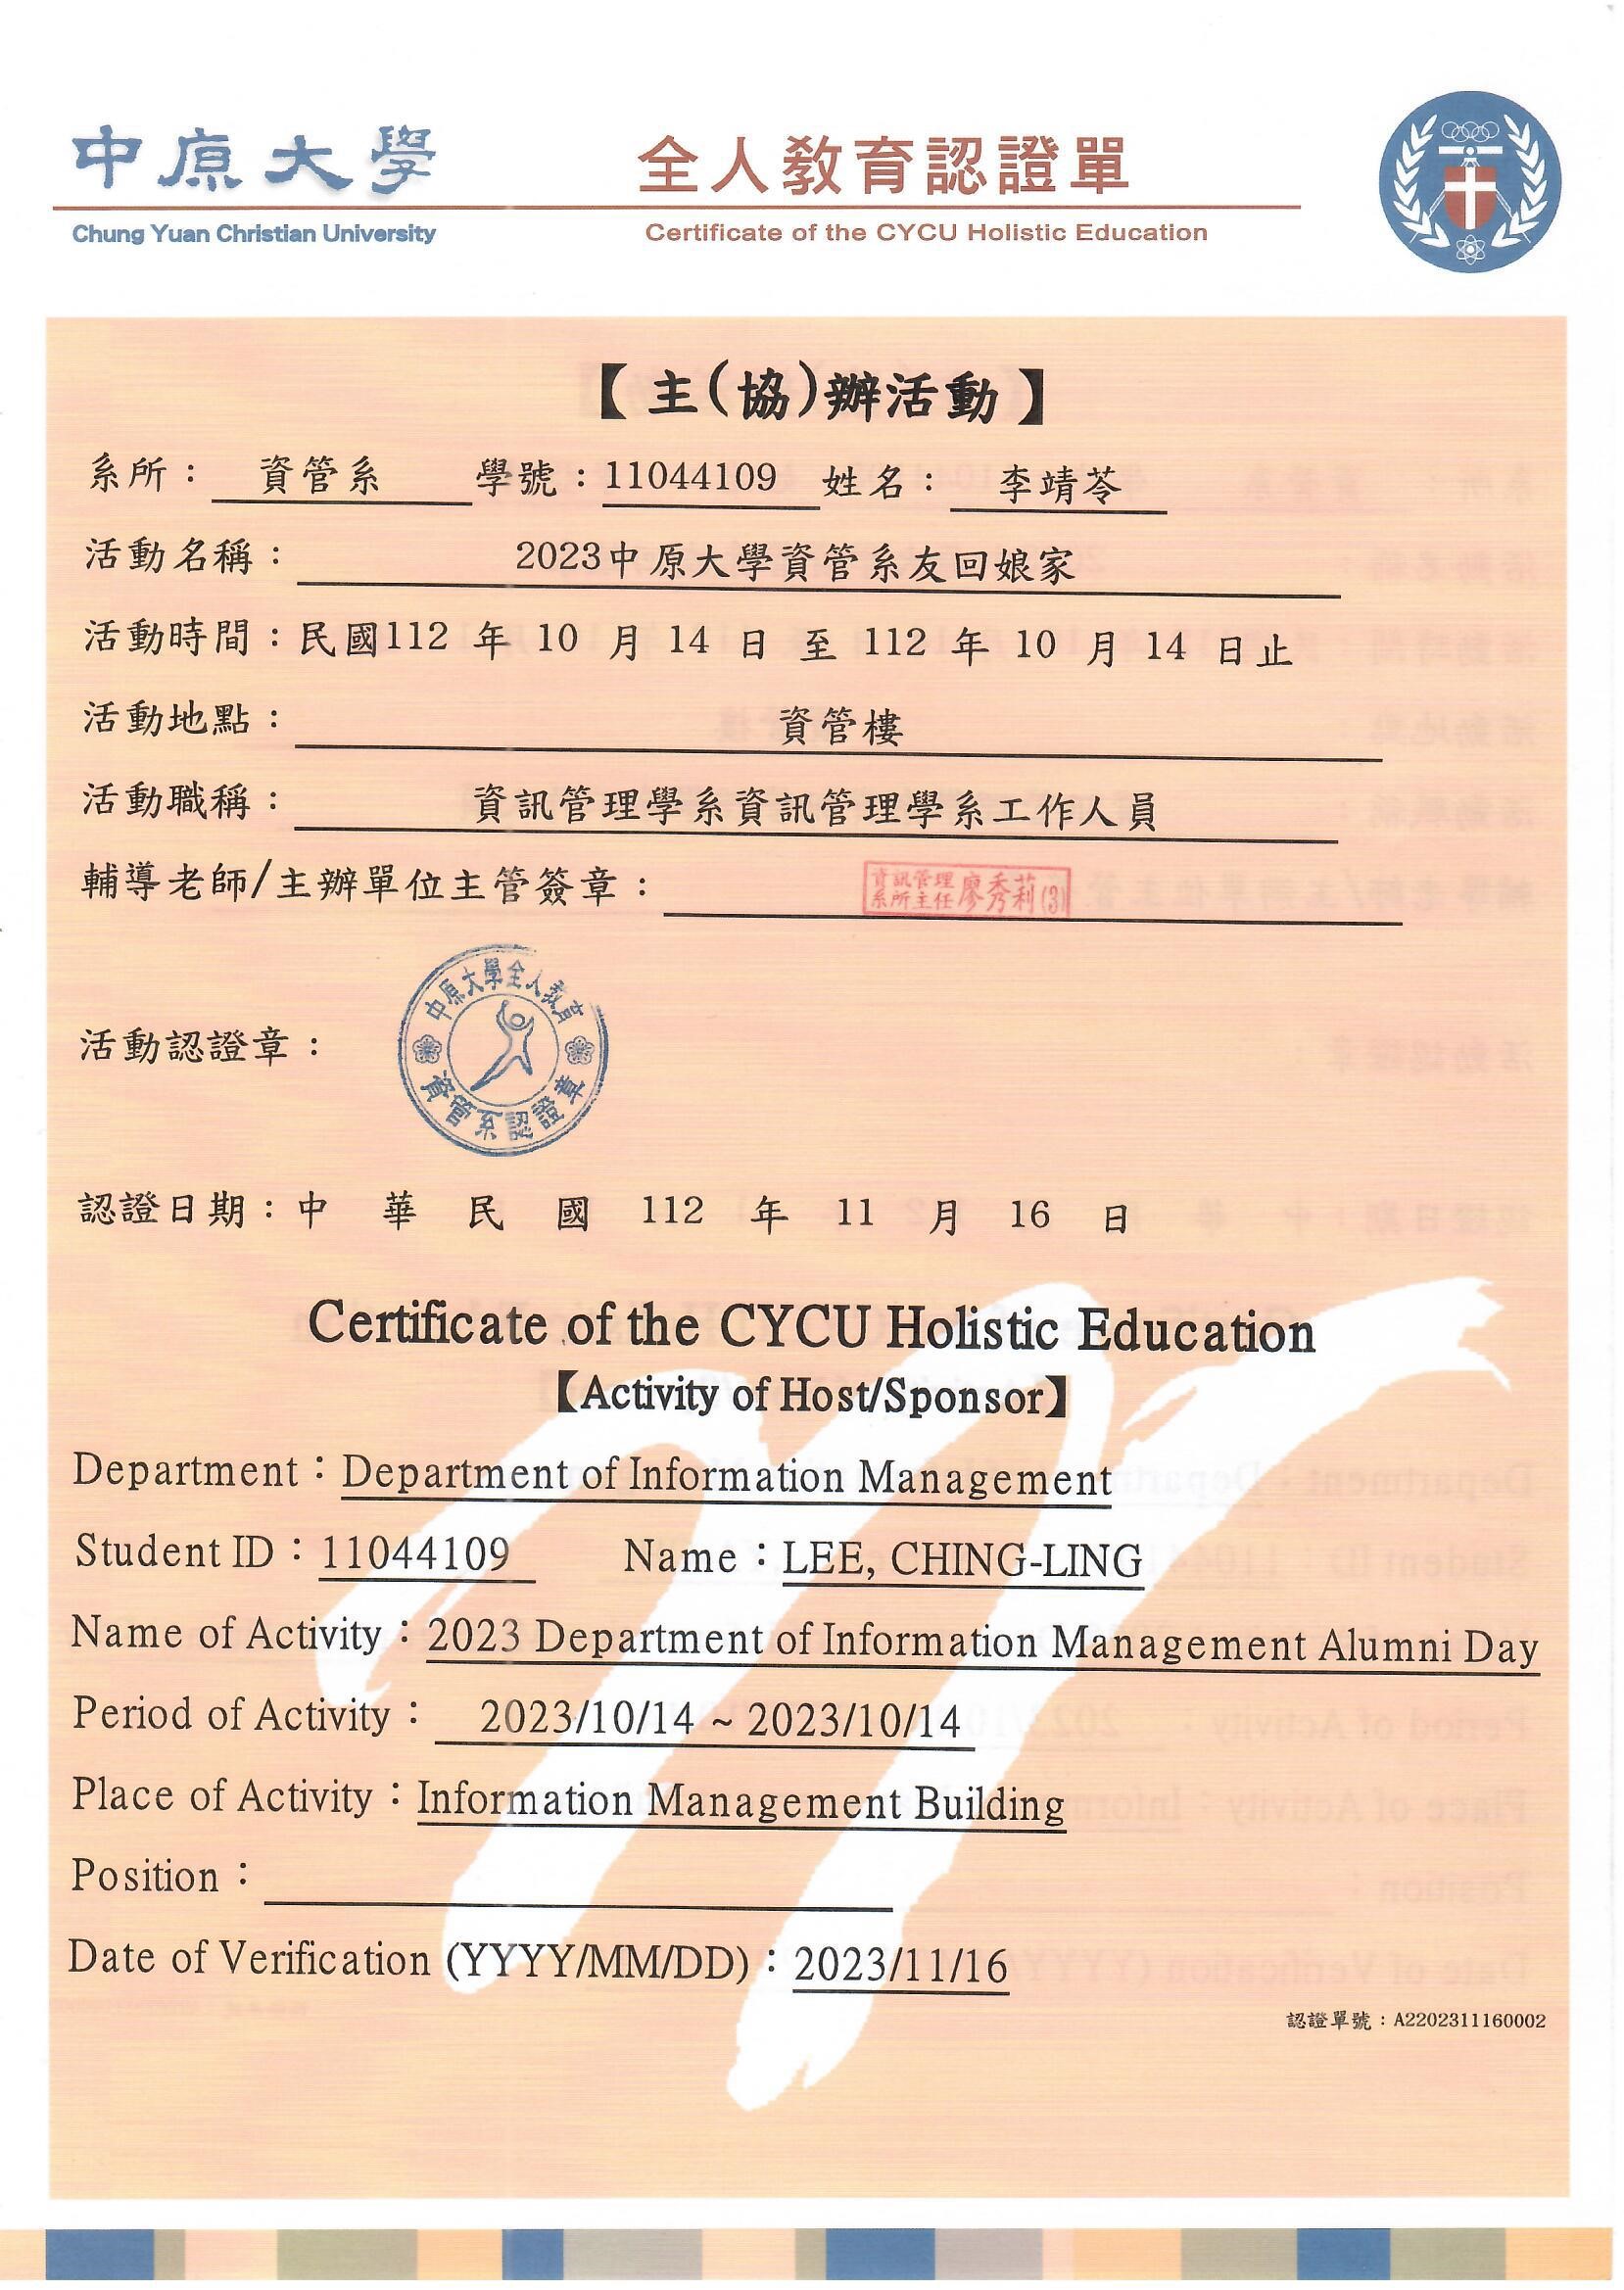 中原大學
全人教育認證單
Chung Yuan Christian University
Certificate of the CYCU Holistic Education
【主(協)辦活動】
系所： 資管系 學號：11044109 姓名： 李靖苓
活動名稱： 2023中原大學資管系友回娘家
活動時間：民國112 年 10 月 14 日 至 112 年 10 月 14 日止
活動地點： 資管樓
活動職稱： 資訊管理學系資訊管理學系工作人員
輔導老師/主辦單位主管簽章：
資訊管理
系所主任 廖秀莉(3)
活動認證章：
中原大學全人教育
資管系認證章
認證日期：中 華 民 國 112 年 11 月 16 日
Certificate of the CYCU Holistic Education
【Activity of Host/Sponsor】
Department：Department of Information Management
Student ID：11044109 Name：LEE, CHING-LING
Name of Activity：2023 Department of Information Management Alumni Day
Period of Activity： 2023/10/14 ~ 2023/10/14
Place of Activity：Information Management Building
Position：
Date of Verification (YYYY/MM/DD)：2023/11/16
認證單號：A2202311160002